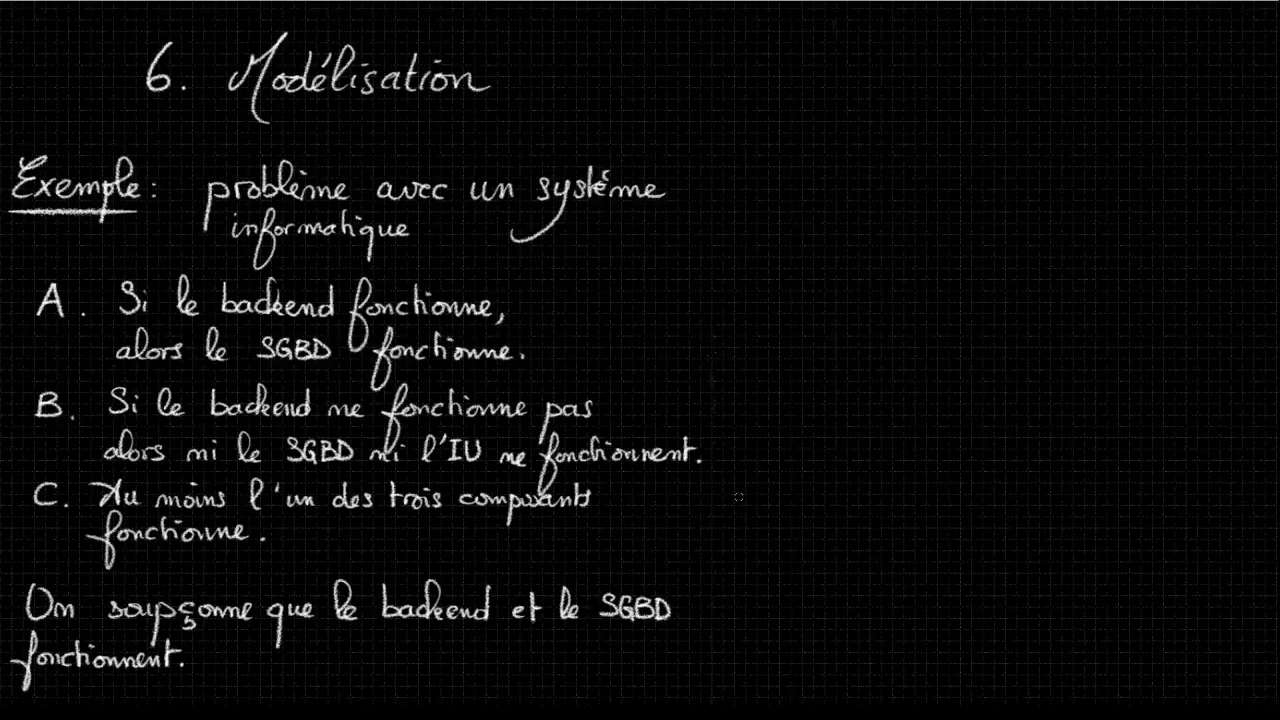 6. Modélisation
Exemple : problème avec un système
informatique
A. Si le backend fonctionne,
alors le SGBD fonctionne.
B. Si le backend ne fonctionne pas
alors ni le SGBD ni l'IU ne fonctionnent.
C. Au moins l'un des trois composants
fonctionne.
On soupçonne que le backend et le SGBD
fonctionnent.